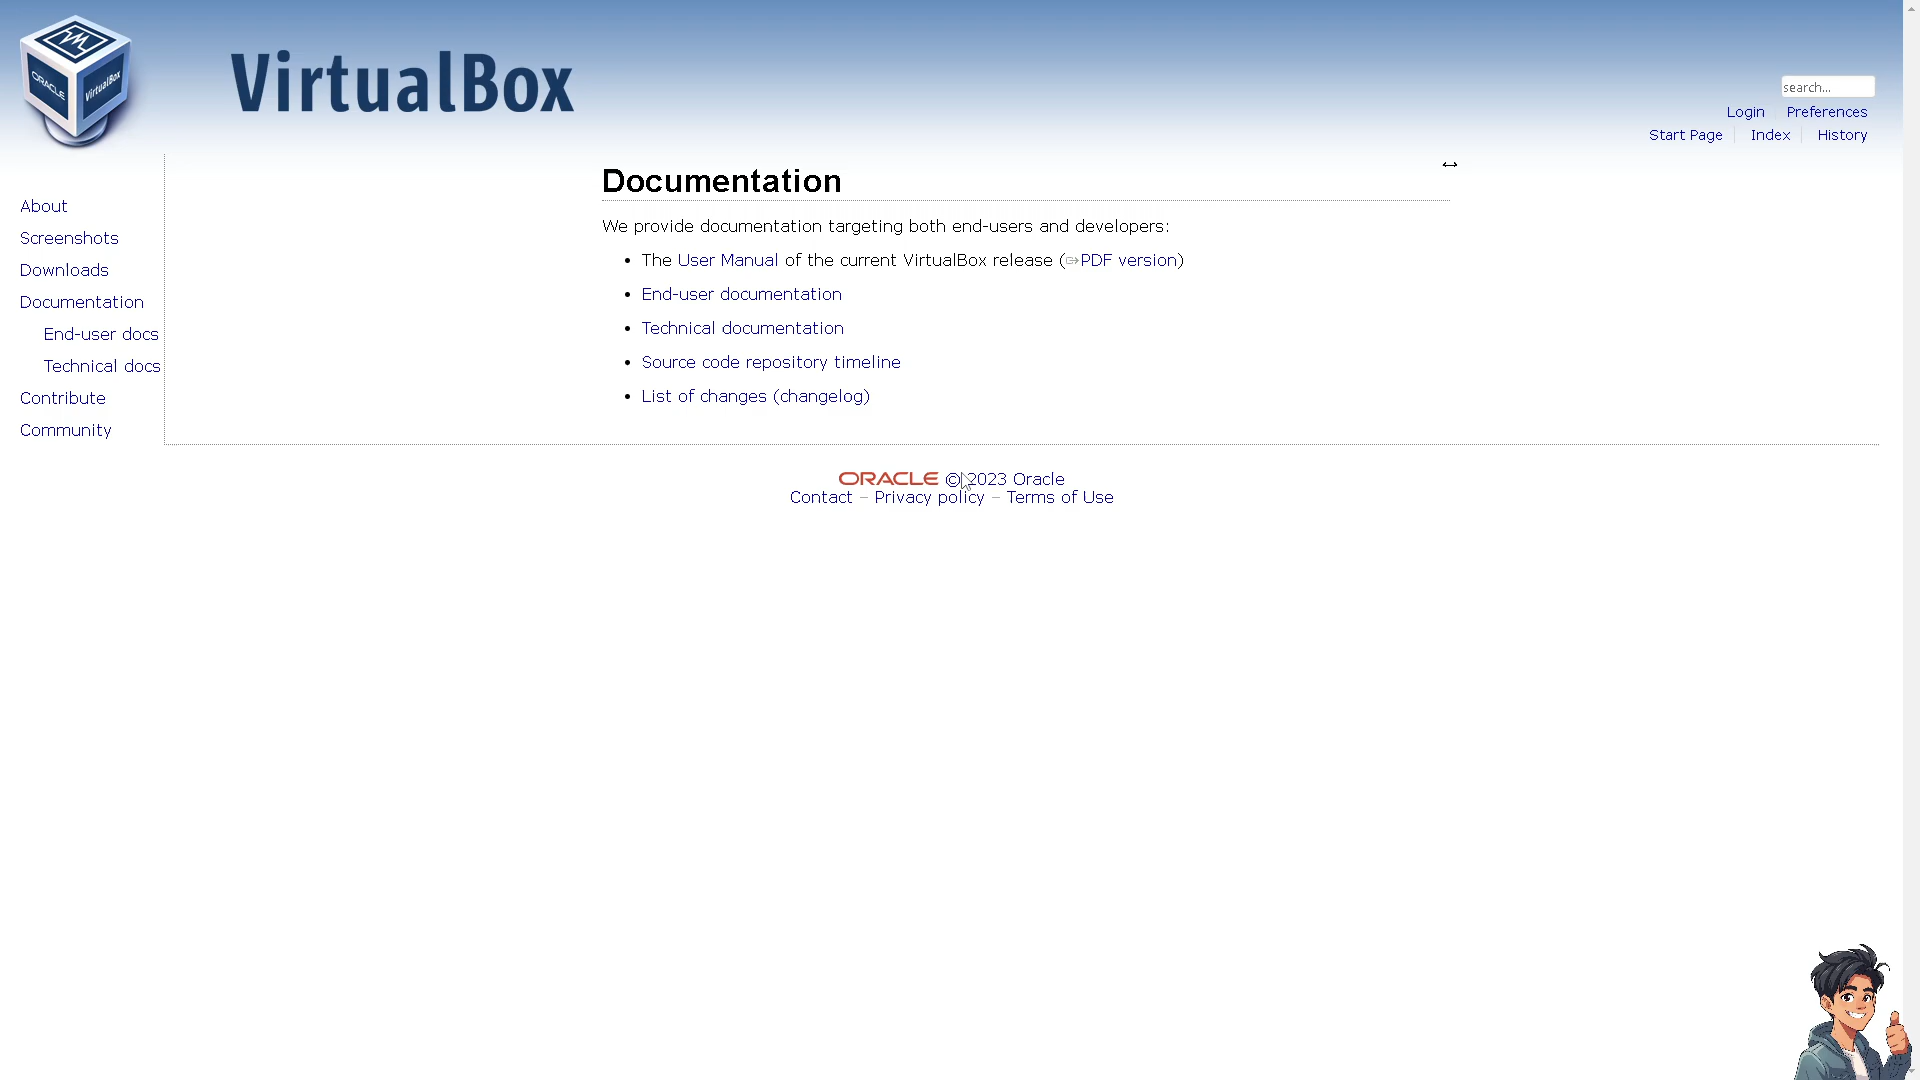 ORACLE
VirtualBox
VirtualBox
search...
Login
Preferences
Start Page
Index
History
About
Screenshots
Downloads
Documentation
End-user docs
Technical docs
Contribute
Community
Documentation
We provide documentation targeting both end-users and developers:
The User Manual of the current VirtualBox release (PDF version)
End-user documentation
Technical documentation
Source code repository timeline
List of changes (changelog)
ORACLE © 2023 Oracle
Contact – Privacy policy – Terms of Use